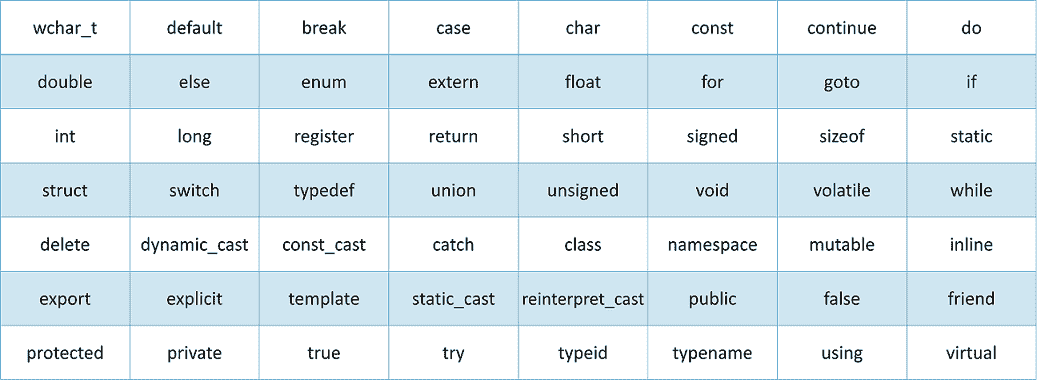 wchar_t default break case char const continue do
double else enum extern float for goto if
int long register return short signed sizeof static
struct switch typedef union unsigned void volatile while
delete dynamic_cast const_cast catch class namespace mutable inline
export explicit template static_cast reinterpret_cast public false friend
protected private true try typeid typename using virtual